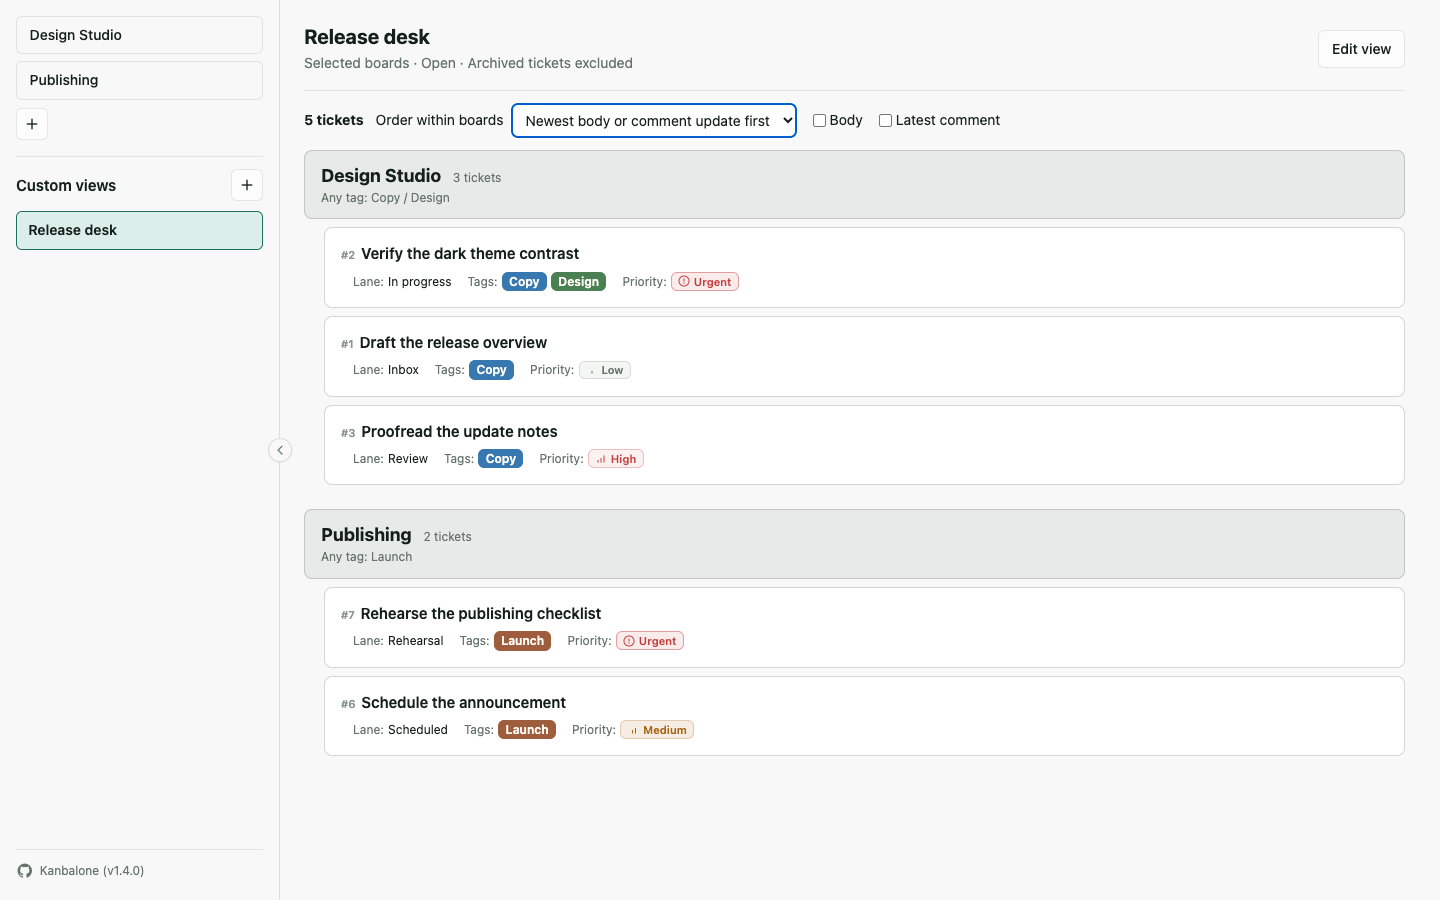 Design Studio
Publishing
+
Custom views
+
Release desk
Kanbalone (v1.4.0)
Release desk
Selected boards · Open · Archived tickets excluded
Edit view
5 tickets Order within boards Newest body or comment update first Body Latest comment
Design Studio 3 tickets
Any tag: Copy / Design
#2 Verify the dark theme contrast
Lane: In progress Tags: Copy Design Priority: Urgent
#1 Draft the release overview
Lane: Inbox Tags: Copy Priority: Low
#3 Proofread the update notes
Lane: Review Tags: Copy Priority: High
Publishing 2 tickets
Any tag: Launch
#7 Rehearse the publishing checklist
Lane: Rehearsal Tags: Launch Priority: Urgent
#6 Schedule the announcement
Lane: Scheduled Tags: Launch Priority: Medium